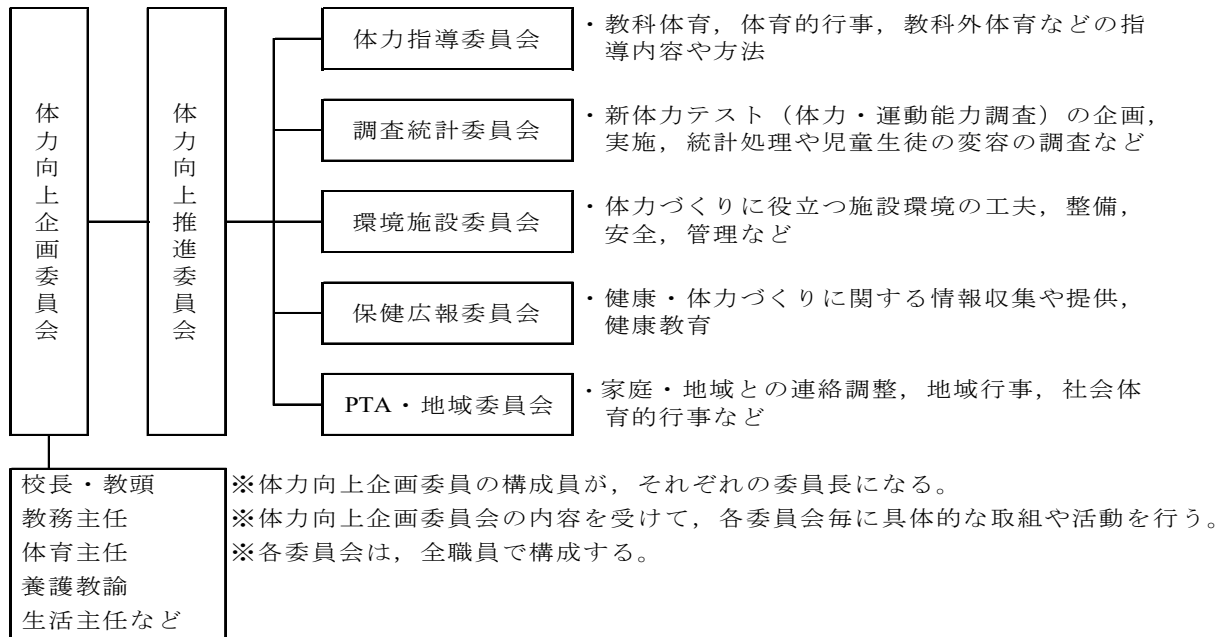 体力向上企画委員会
体力向上推進委員会
体力指導委員会
・教科体育，体育的行事，教科外体育などの指
導内容や方法
調査統計委員会
・新体力テスト（体力・運動能力調査）の企画，
実施，統計処理や児童生徒の変容の調査など
環境施設委員会
・体力づくりに役立つ施設環境の工夫，整備，
安全，管理など
保健広報委員会
・健康・体力づくりに関する情報収集や提供，
健康教育
PTA・地域委員会
・家庭・地域との連絡調整，地域行事，社会体
育的行事など
校長・教頭
教務主任
体育主任
養護教諭
生活主任など
※体力向上企画委員の構成員が，それぞれの委員長になる。
※体力向上企画委員会の内容を受けて，各委員会毎に具体的な取組や活動を行う。
※各委員会は，全職員で構成する。